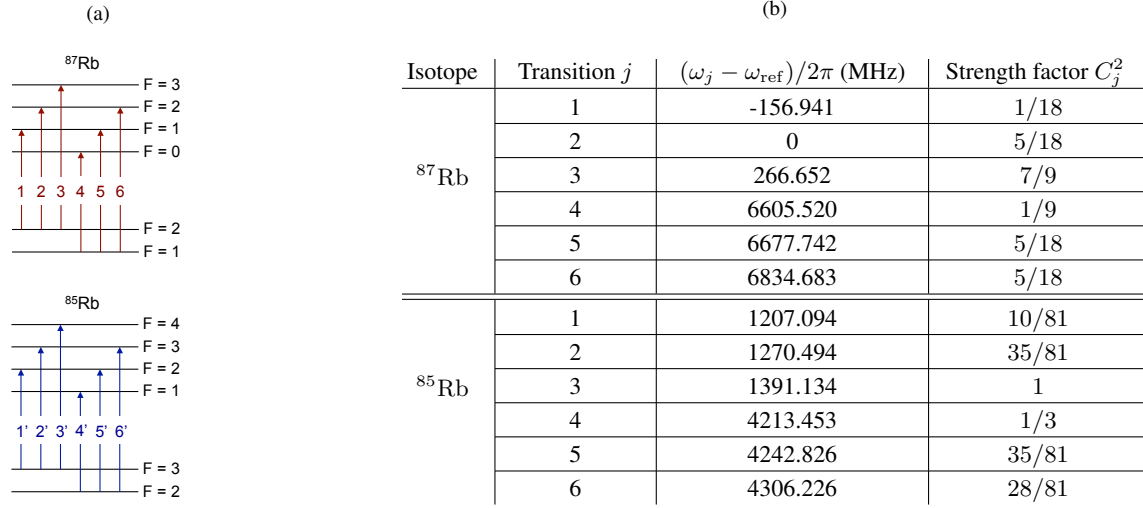 (a)
⁸⁷Rb
F = 3
F = 2
F = 1
F = 0
1 2 3 4 5 6
F = 2
F = 1
⁸⁵Rb
F = 4
F = 3
F = 2
F = 1
1' 2' 3' 4' 5' 6'
F = 3
F = 2
(b)
Isotope Transition j (ω_j − ω_ref)/2π (MHz) Strength factor C_j²
1 -156.941 1/18
2 0 5/18
⁸⁷Rb 3 266.652 7/9
4 6605.520 1/9
5 6677.742 5/18
6 6834.683 5/18
1 1207.094 10/81
2 1270.494 35/81
⁸⁵Rb 3 1391.134 1
4 4213.453 1/3
5 4242.826 35/81
6 4306.226 28/81